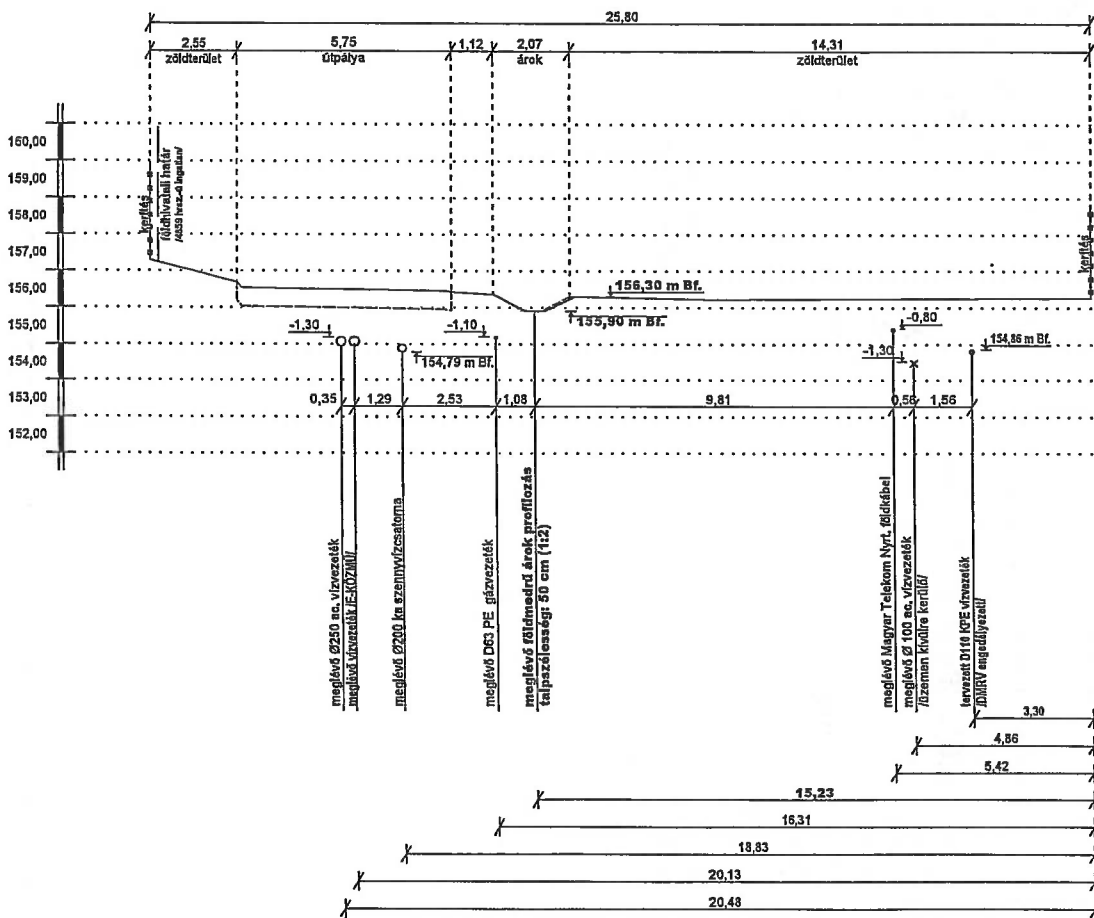 25,80
2,55
5,75
1,12
2,07
14,31
zöldterület
útpálya
árok
zöldterület
160,00
159,00
158,00
157,00
156,00
155,00
154,00
153,00
152,00
kerítés
földhivatali határ
/4859 hrsz.-ú ingatlan/
kerítés
156,30 m Bf.
155,90 m Bf.
-1,30
154,79 m Bf.
-1,10
-0,80
-1,30
154,86 m Bf.
0,35
1,29
2,53
1,08
9,81
0,56
1,56
meglévő Ø250 ac. vízvezeték
meglévő vízvezeték /E-KÖZMŰ/
meglévő Ø200 ka szennyvízcsatorna
meglévő D63 PE gázvezeték
meglévő földmedrű árok profilozás
talpszélesség: 50 cm (1:2)
meglévő Magyar Telekom Nyrt. földkábel
meglévő Ø 100 ac. vízvezeték
/üzemen kívülre kerülő/
tervezett D110 KPE vízvezeték
/DMRV engedélyezett/
3,30
4,86
5,42
15,23
16,31
18,83
20,13
20,48